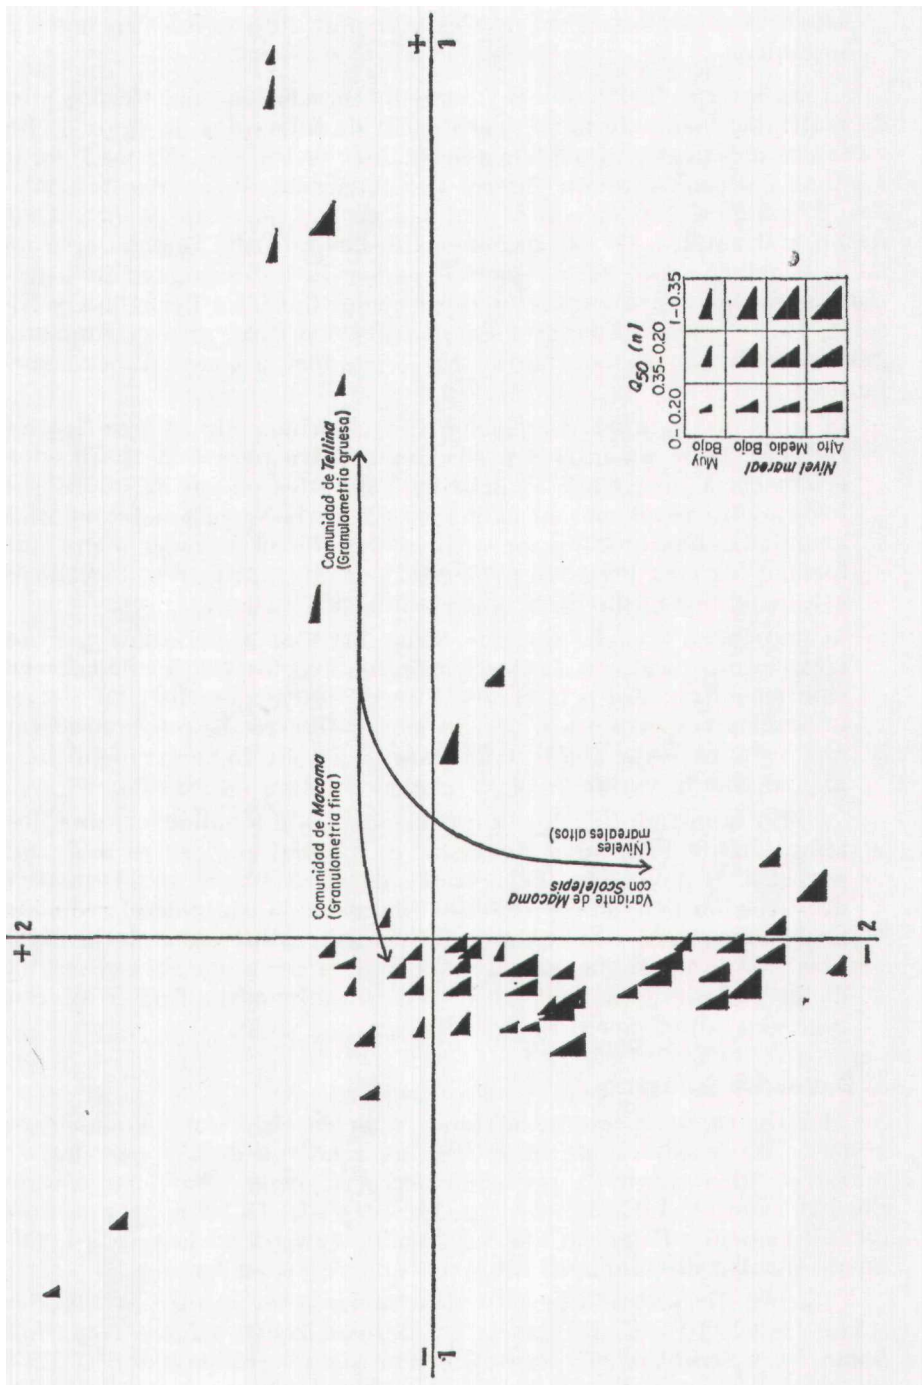 + 2
+ 1
Comunidad de Tellina
(Granulometría gruesa)
Comunidad de Macoma
(Granulometría fina)
Variante de Macoma
con Scolelepis
(Niveles
mareales altos)
Q50 (n)
0-0.20
0.35-0.20
1-0.35
Muy
Bajo
Bajo
Medio
Alto
Nivel mareal
− 1
− 2